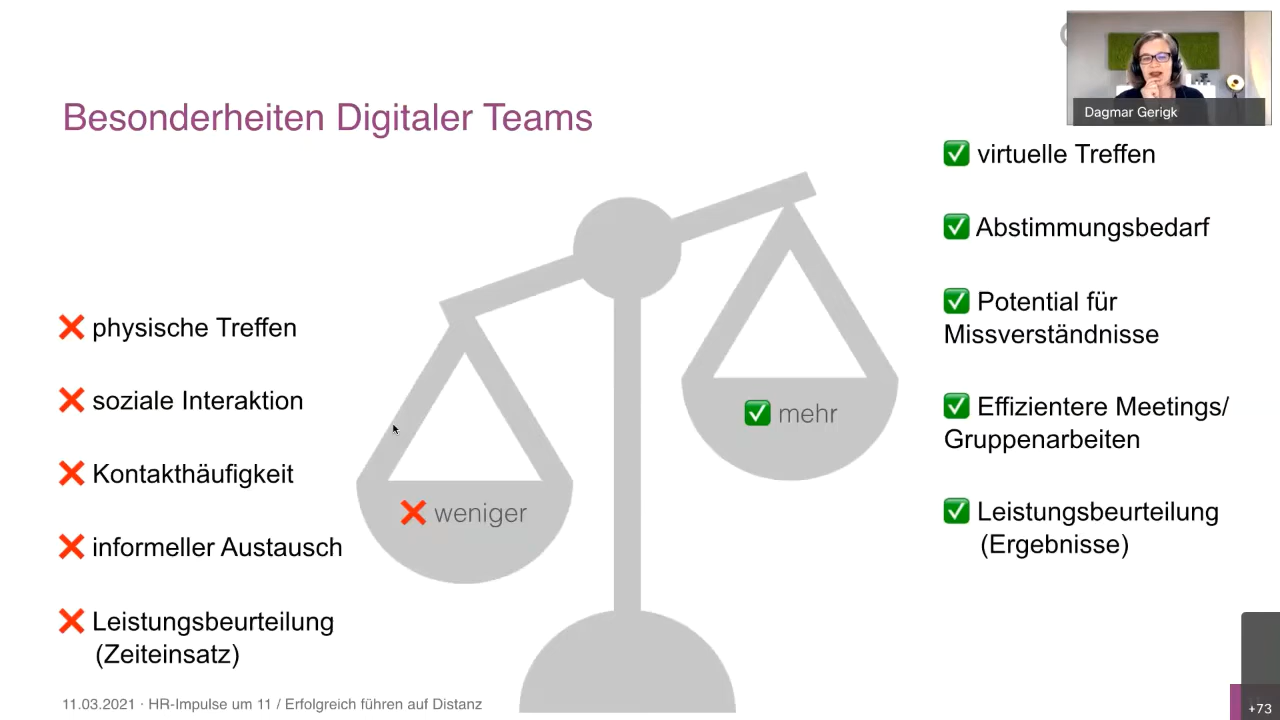 Besonderheiten Digitaler Teams
Dagmar Gerigk
❌ physische Treffen
❌ soziale Interaktion
❌ Kontakthäufigkeit
❌ informeller Austausch
❌ Leistungsbeurteilung
(Zeiteinsatz)
❌ weniger
✅ mehr
✅ virtuelle Treffen
✅ Abstimmungsbedarf
✅ Potential für
Missverständnisse
✅ Effizientere Meetings/
Gruppenarbeiten
✅ Leistungsbeurteilung
(Ergebnisse)
11.03.2021 · HR-Impulse um 11 / Erfolgreich führen auf Distanz
+73